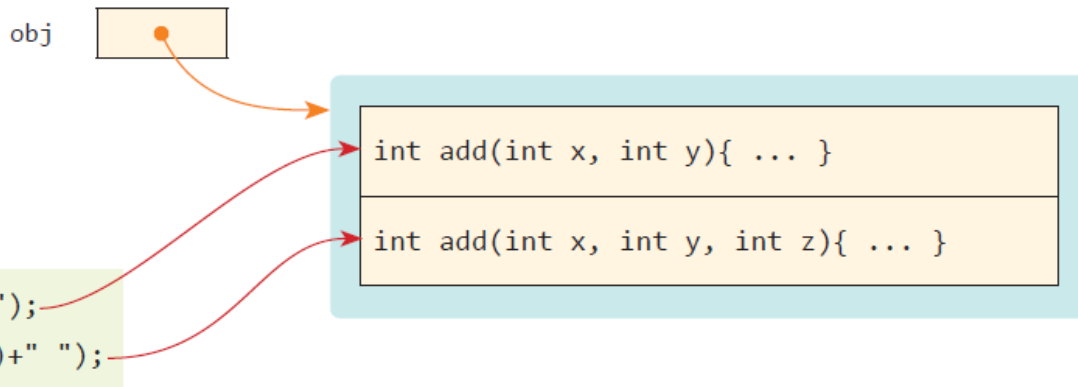 obj
int add(int x, int y){ ... }
int add(int x, int y, int z){ ... }
");
)+" ");